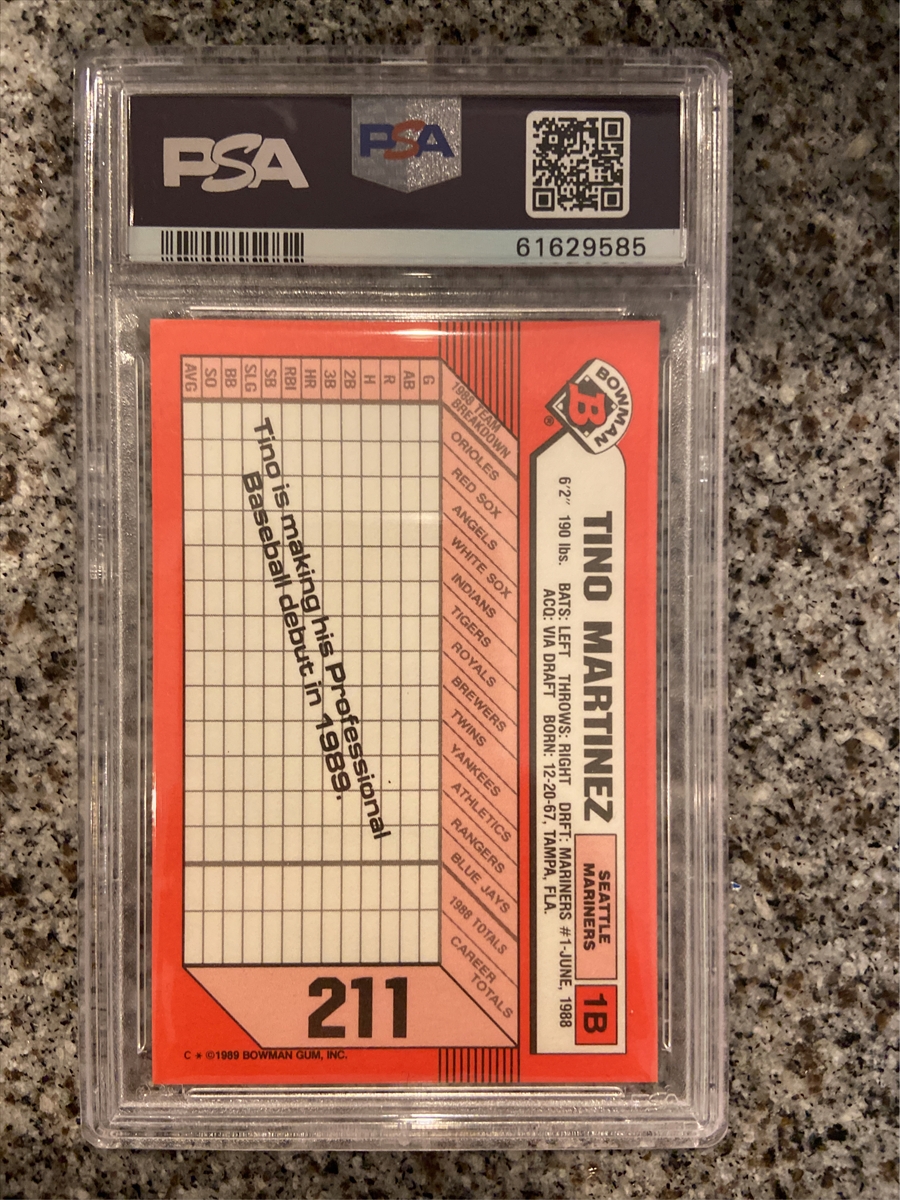 PSA
PSA
61629585
BOWMAN
B
®
TINO MARTINEZ
SEATTLE
MARINERS
1B
6'2" 190 lbs. BATS: LEFT THROWS: RIGHT DRFT: MARINERS #1-JUNE, 1988
ACQ: VIA DRAFT BORN: 12-20-67, TAMPA, FLA.
1988 TEAM
BREAKDOWN
ORIOLES
RED SOX
ANGELS
WHITE SOX
INDIANS
TIGERS
ROYALS
BREWERS
TWINS
YANKEES
ATHLETICS
RANGERS
BLUE JAYS
1988 TOTALS
CAREER
TOTALS
G
AB
R
H
2B
3B
HR
RBI
SB
SLG
BB
SO
AVG
Tino is making his Professional
Baseball debut in 1989.
211
C * ©1989 BOWMAN GUM, INC.